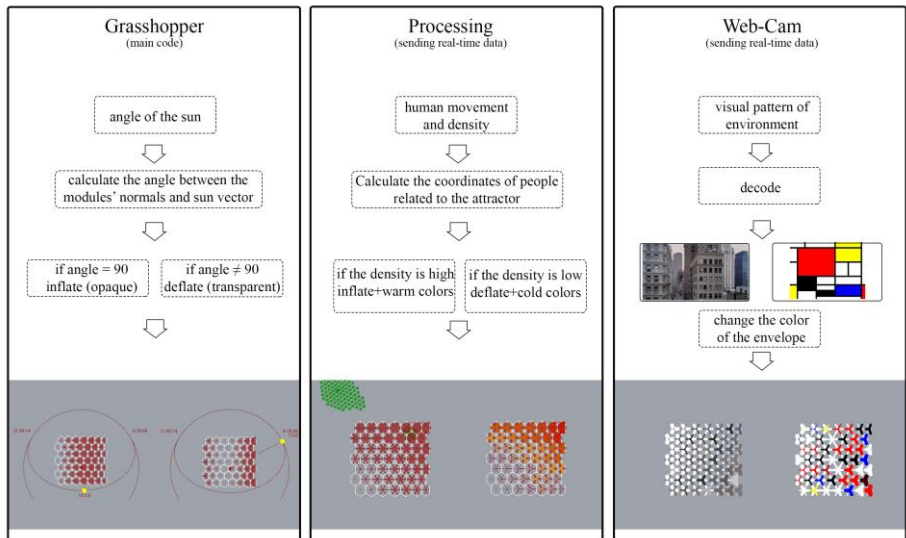 Grasshopper
(main code)
angle of the sun
calculate the angle between the
modules' normals and sun vector
if angle = 90
inflate (opaque)
if angle ≠ 90
deflate (transparent)
Processing
(sending real-time data)
human movement
and density
Calculate the coordinates of people
related to the attractor
if the density is high
inflate+warm colors
if the density is low
deflate+cold colors
Web-Cam
(sending real-time data)
visual pattern of
environment
decode
change the color
of the envelope